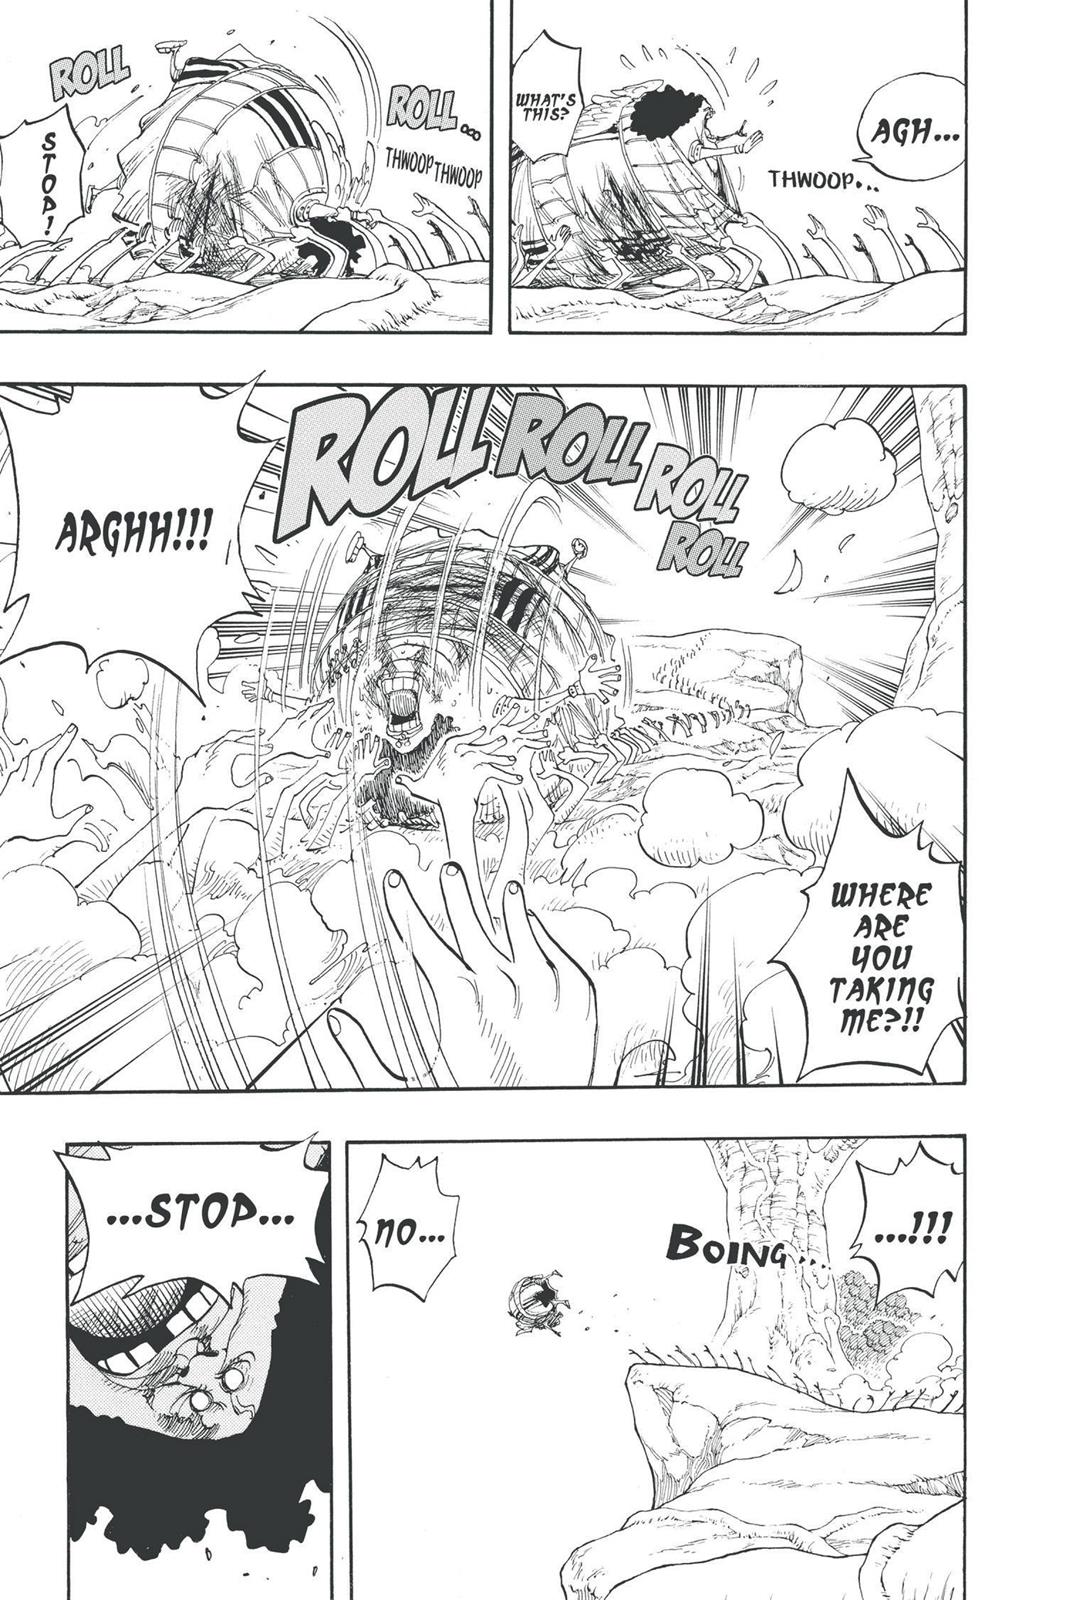 AGH...
WHAT'S
THIS?
THWOOP...
ROLL
ROLL...
THWOOP THWOOP
STOP!
ROLL ROLL ROLL
ROLL
ARGHH!!!
WHERE
ARE
YOU
TAKING
ME?!!
...!!!
BOING...
NO...
...STOP...